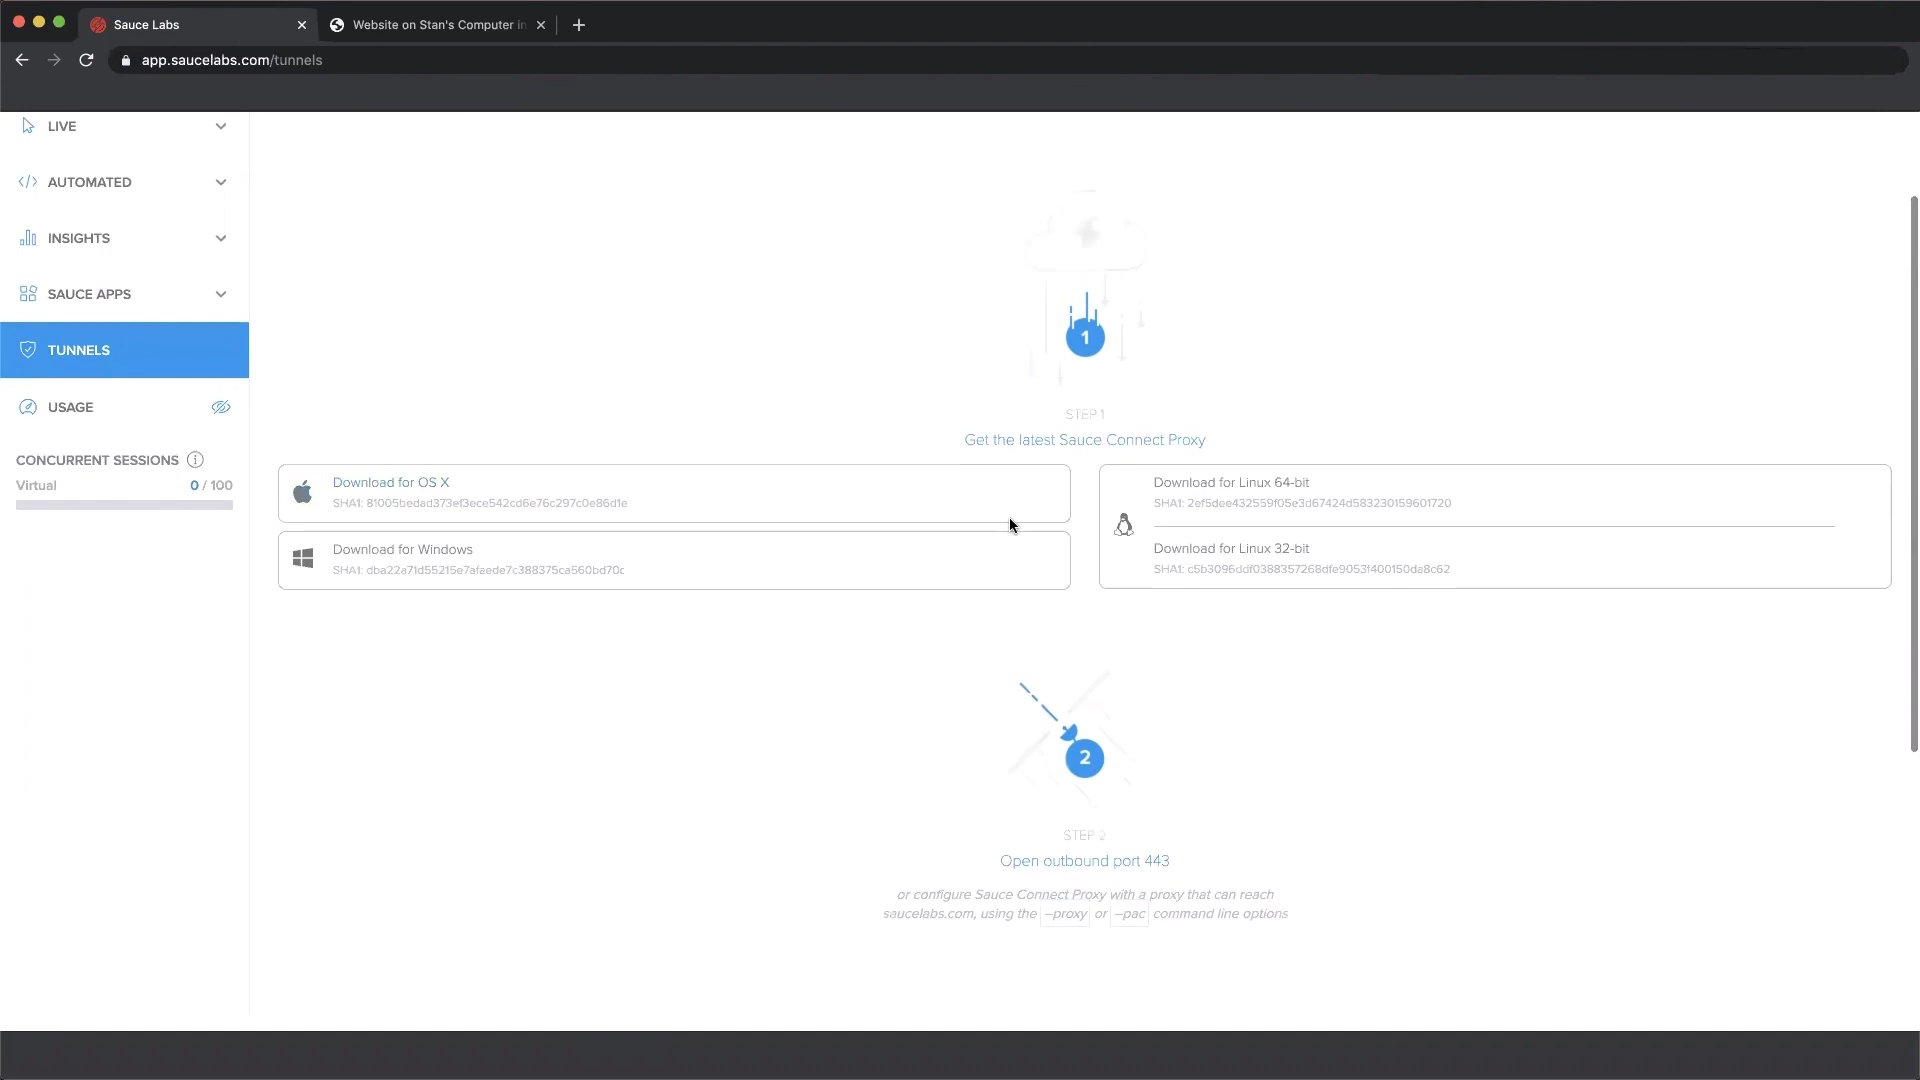 Sauce Labs
Website on Stan's Computer in
app.saucelabs.com/tunnels
LIVE
AUTOMATED
INSIGHTS
SAUCE APPS
TUNNELS
USAGE
CONCURRENT SESSIONS
Virtual 0 / 100
1
STEP 1
Get the latest Sauce Connect Proxy
Download for OS X
SHA1: 81005bedad373ef3ece542cd6e76c297c0e86d1e
Download for Windows
SHA1: dba22a71d55215e7afaede7c388375ca560bd70c
Download for Linux 64-bit
SHA1: 2ef5dee432559f05e3d67424d583230159601720
Download for Linux 32-bit
SHA1: c5b3096ddf0388357268dfe9053f400150da8c62
2
STEP 2
Open outbound port 443
or configure Sauce Connect Proxy with a proxy that can reach
saucelabs.com, using the –proxy or –pac command line options